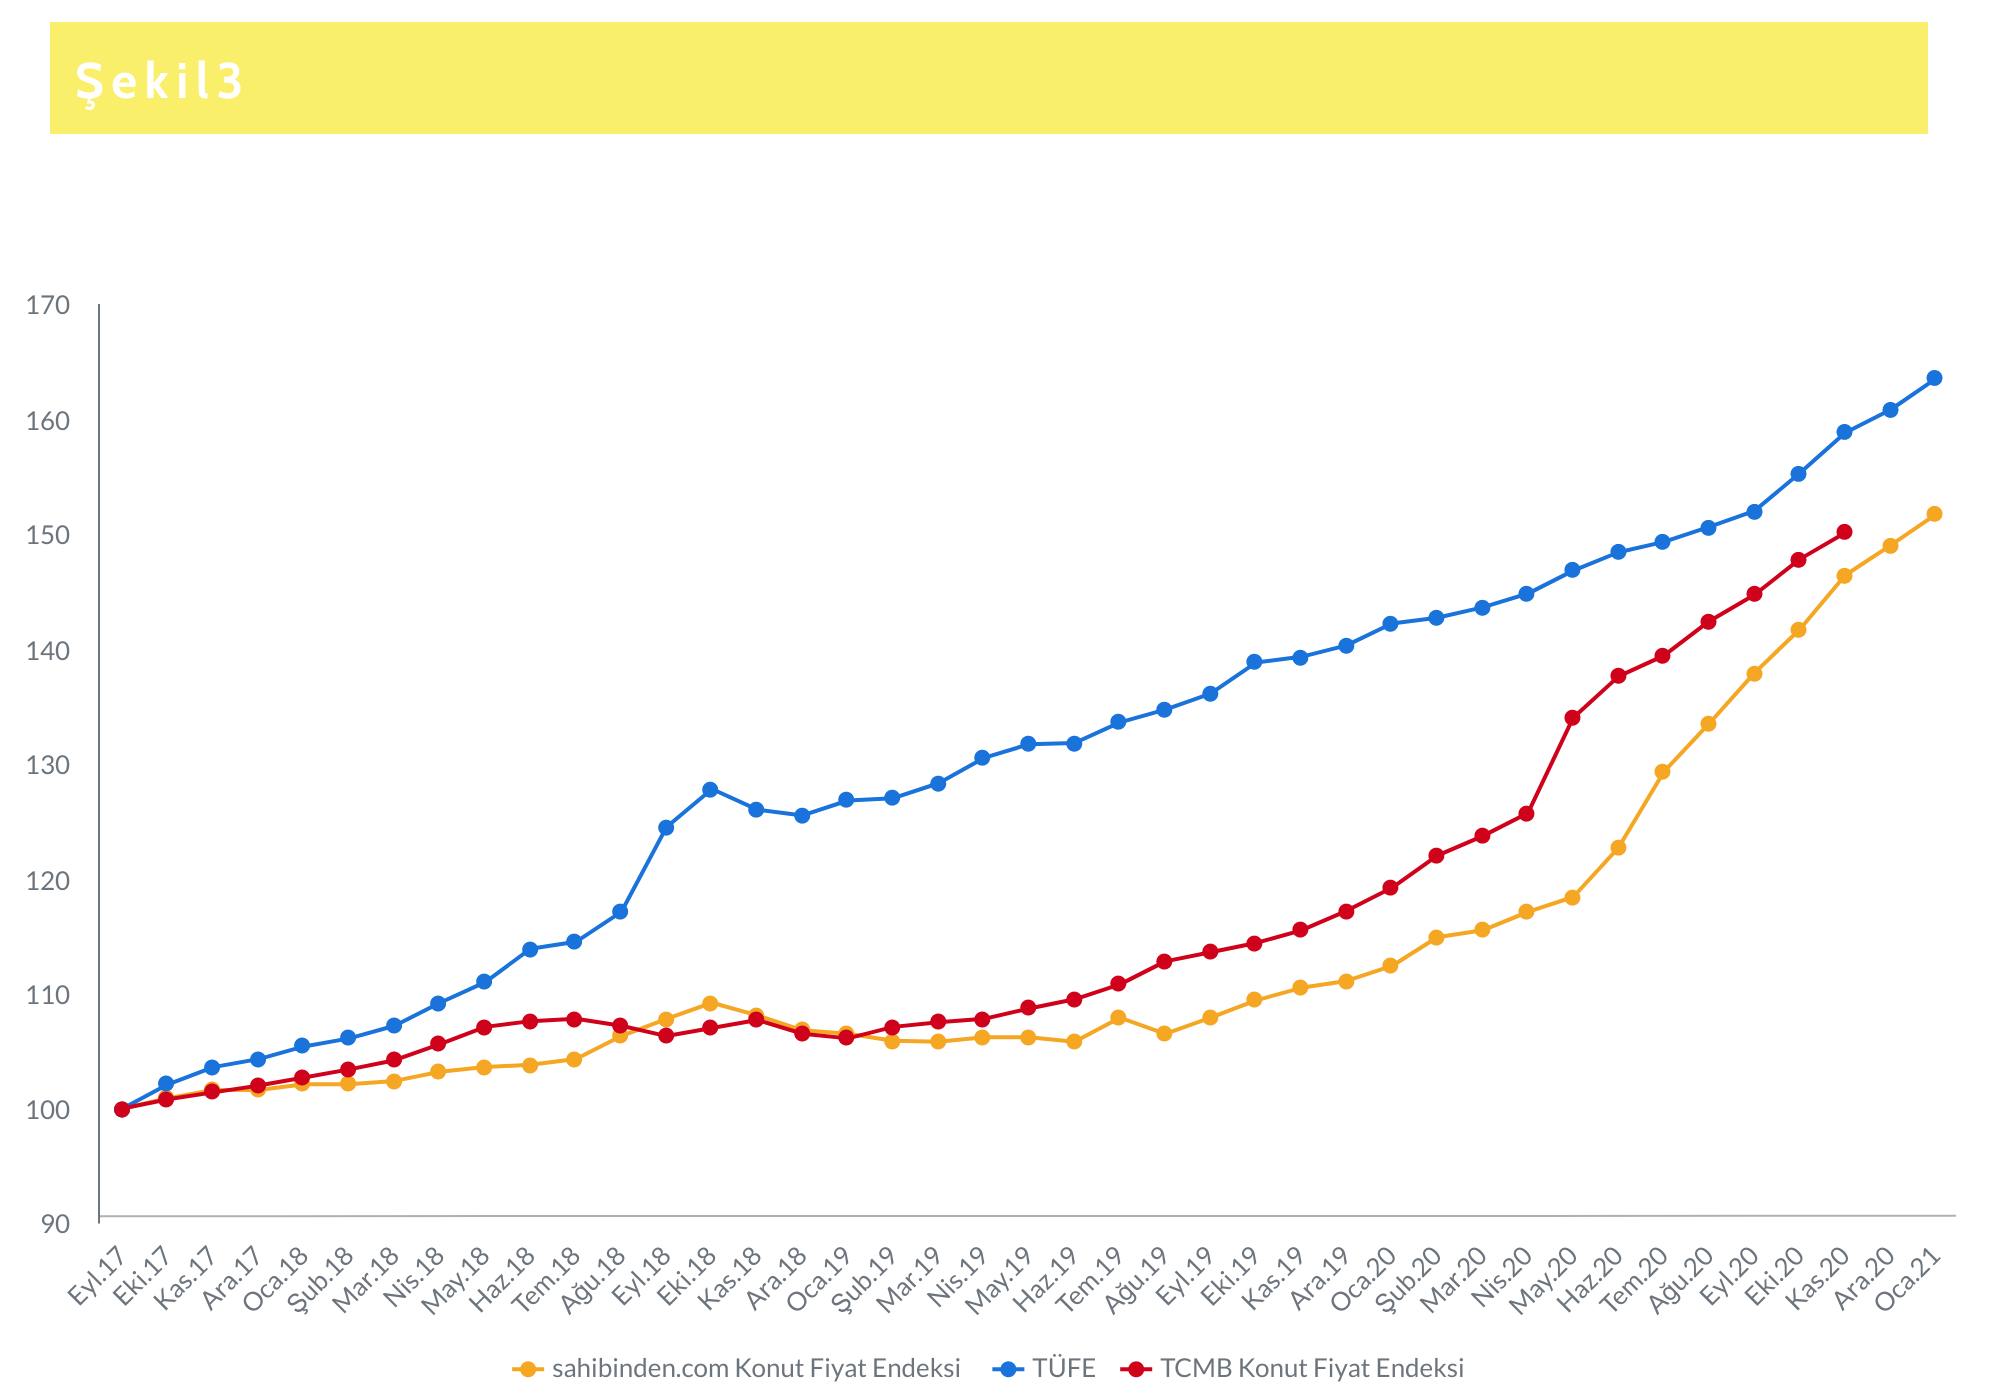 Şekil3
170
160
150
140
130
120
110
100
90
Eyl.17
Eki.17
Kas.17
Ara.17
Oca.18
Şub.18
Mar.18
Nis.18
May.18
Haz.18
Tem.18
Ağu.18
Eyl.18
Eki.18
Kas.18
Ara.18
Oca.19
Şub.19
Mar.19
Nis.19
May.19
Haz.19
Tem.19
Ağu.19
Eyl.19
Eki.19
Kas.19
Ara.19
Oca.20
Şub.20
Mar.20
Nis.20
May.20
Haz.20
Tem.20
Ağu.20
Eyl.20
Eki.20
Kas.20
Ara.20
Oca.21
sahibinden.com Konut Fiyat Endeksi
TÜFE
TCMB Konut Fiyat Endeksi